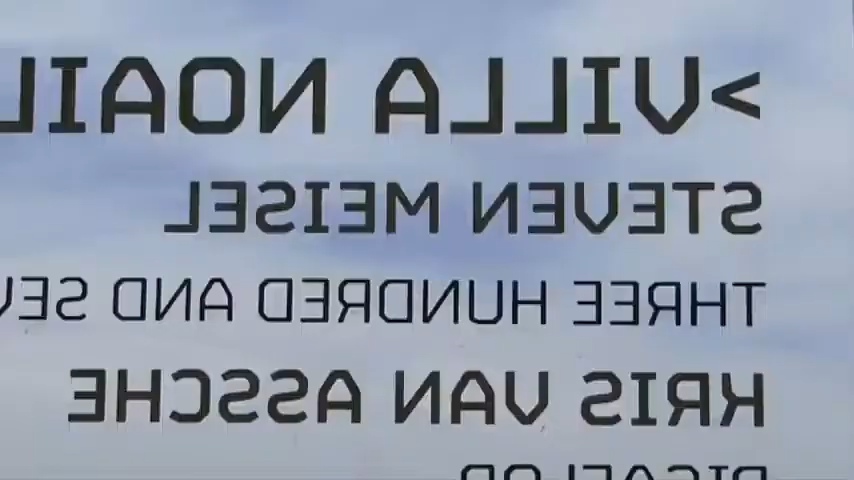 >VILLA NOAIL
STEVEN MEISEL
THREE HUNDRED AND SEV
KRIS VAN ASSCHE